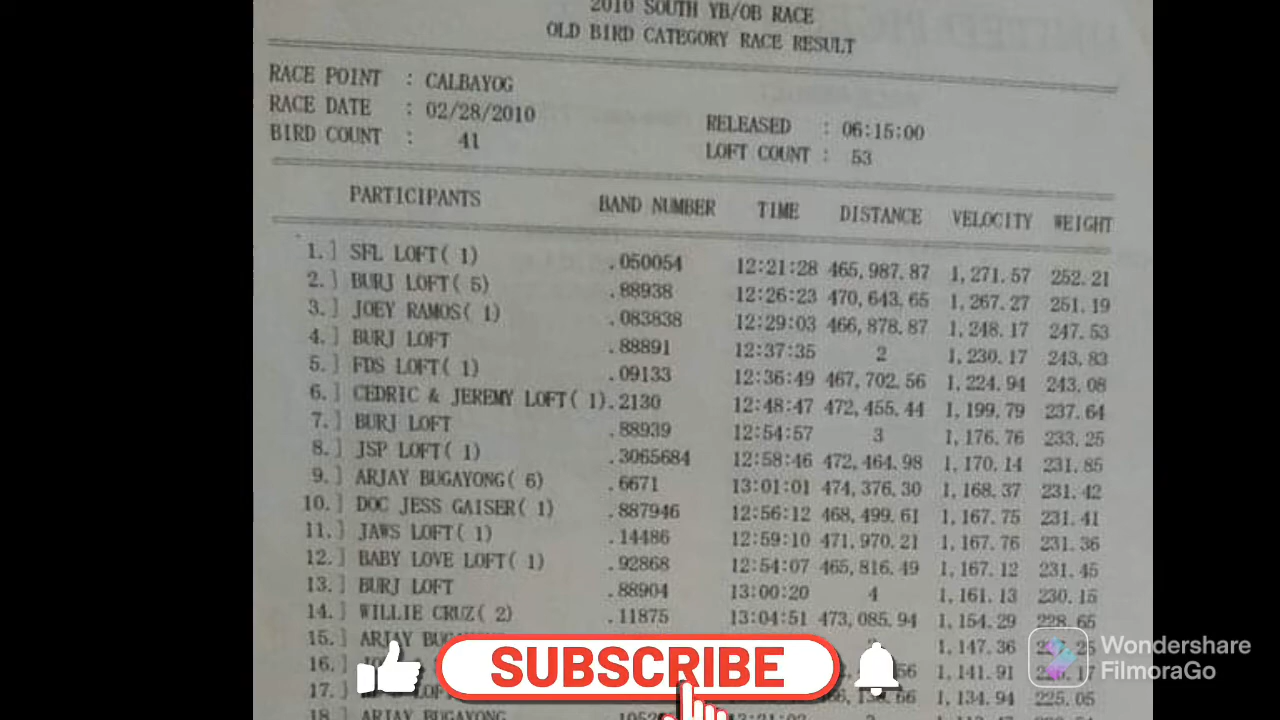 2010 SOUTH YB/OB RACE
OLD BIRD CATEGORY RACE RESULT
RACE POINT : CALBAYOG
RACE DATE : 02/28/2010 RELEASED : 06:15:00
BIRD COUNT : 41 LOFT COUNT : 53
PARTICIPANTS BAND NUMBER TIME DISTANCE VELOCITY WEIGHT
1.] SFL LOFT( 1) .050054 12:21:28 465,987.87 1,271.57 252.21
2.] BURJ LOFT( 5) .88938 12:26:23 470,643.65 1,267.27 251.19
3.] JOEY RAMOS( 1) .083838 12:29:03 466,878.87 1,248.17 247.53
4.] BURJ LOFT .88891 12:37:35 2 1,230.17 243.83
5.] FDS LOFT( 1) .09133 12:36:49 467,702.56 1,224.94 243.08
6.] CEDRIC & JEREMY LOFT( 1).2130 12:48:47 472,455.44 1,199.79 237.64
7.] BURJ LOFT .88939 12:54:57 3 1,176.76 233.25
8.] JSP LOFT( 1) .3065684 12:58:46 472,464.98 1,170.14 231.85
9.] ARJAY BUGAYONG( 6) .6671 13:01:01 474,376.30 1,168.37 231.42
10.] DOC JESS GAISER( 1) .887946 12:56:12 468,499.61 1,167.75 231.41
11.] JAWS LOFT( 1) .14486 12:59:10 471,970.21 1,167.76 231.36
12.] BABY LOVE LOFT( 1) .92868 12:54:07 465,816.49 1,167.12 231.45
13.] BURJ LOFT .88904 13:00:20 4 1,161.13 230.15
14.] WILLIE CRUZ( 2) .11875 13:04:51 473,085.94 1,154.29 228.65
15.] ARJAY 1,147.36
16.] 1,141.91
17.] 1,134.94 225.05
18 ARJAY BUGAYONG
SUBSCRIBE
Wondershare
FilmoraGo